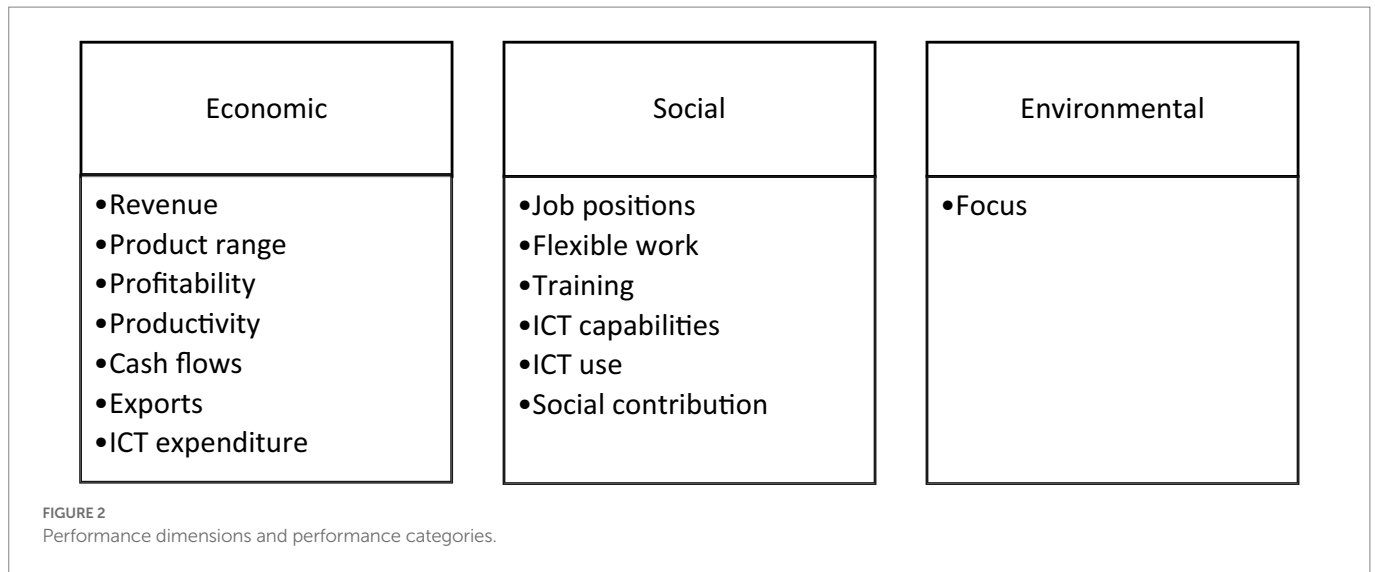 Economic
•Revenue
•Product range
•Profitability
•Productivity
•Cash flows
•Exports
•ICT expenditure
Social
•Job positions
•Flexible work
•Training
•ICT capabilities
•ICT use
•Social contribution
Environmental
•Focus
FIGURE 2
Performance dimensions and performance categories.